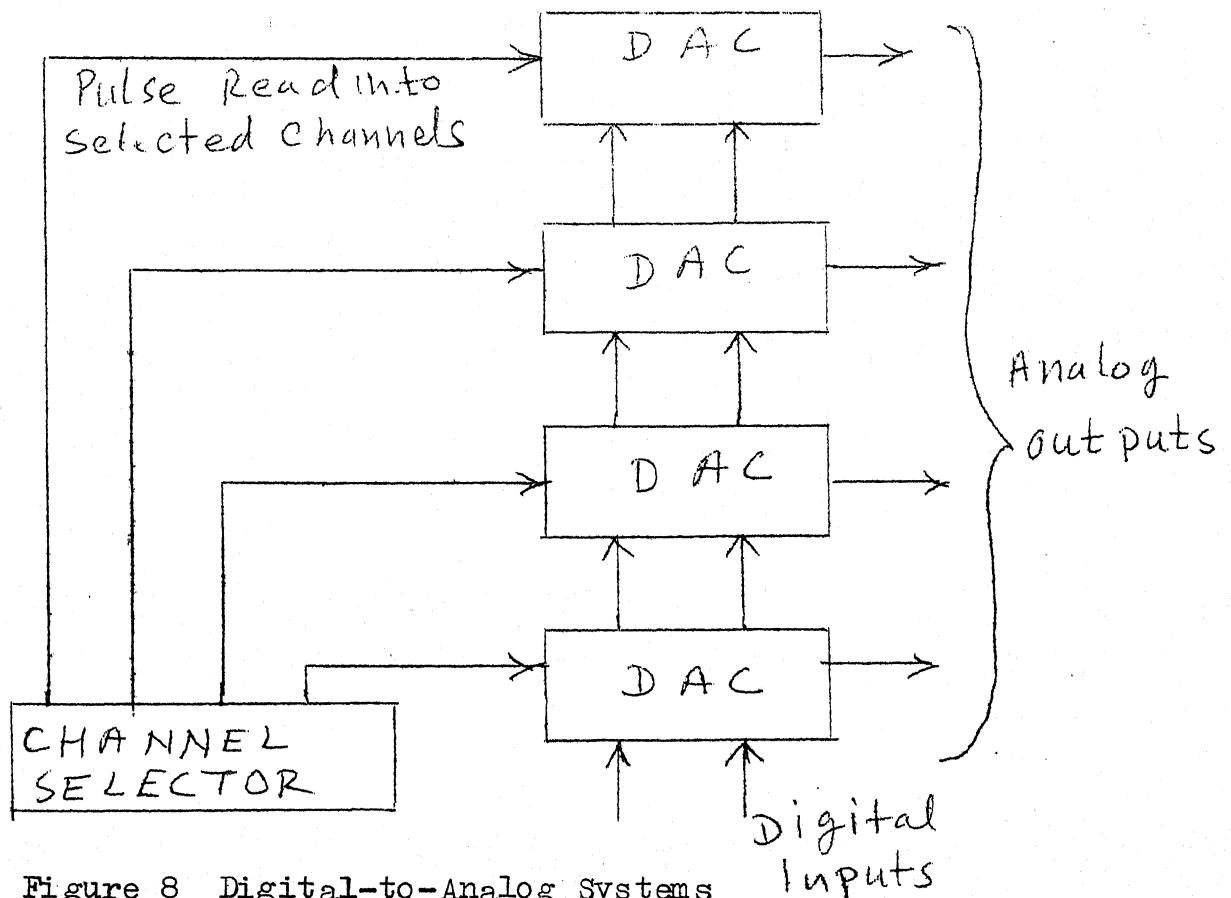 DAC
Pulse Read into
Selected Channels
DAC
Analog
outputs
DAC
DAC
CHANNEL
SELECTOR
Digital
Inputs
Figure 8 Digital-to-Analog Systems